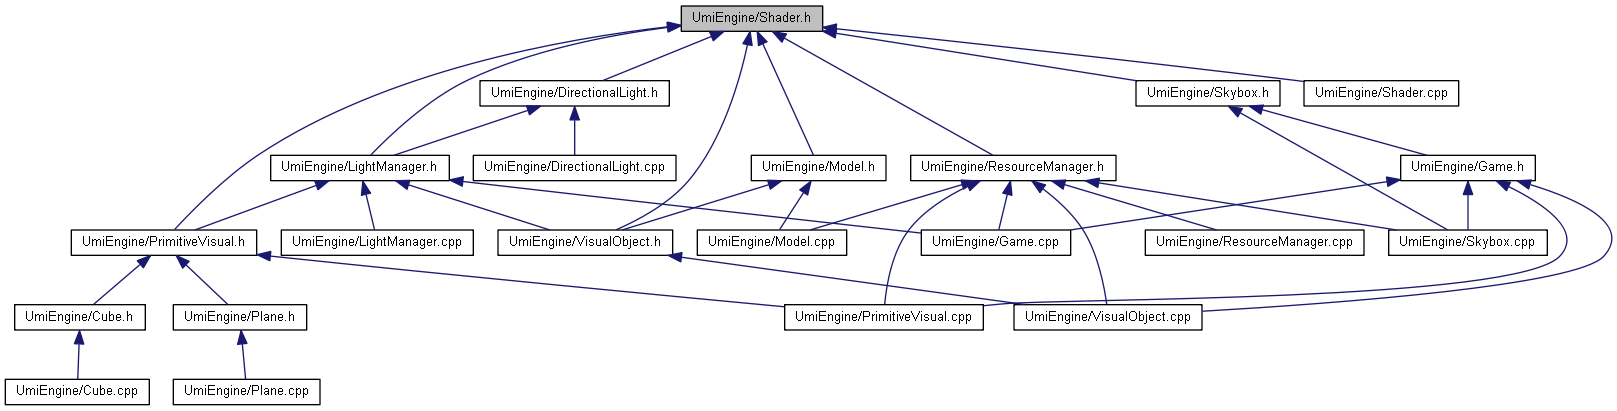 UmiEngine/Shader.h
UmiEngine/DirectionalLight.h
UmiEngine/Skybox.h
UmiEngine/Shader.cpp
UmiEngine/LightManager.h
UmiEngine/DirectionalLight.cpp
UmiEngine/Model.h
UmiEngine/ResourceManager.h
UmiEngine/Game.h
UmiEngine/PrimitiveVisual.h
UmiEngine/LightManager.cpp
UmiEngine/VisualObject.h
UmiEngine/Model.cpp
UmiEngine/Game.cpp
UmiEngine/ResourceManager.cpp
UmiEngine/Skybox.cpp
UmiEngine/Cube.h
UmiEngine/Plane.h
UmiEngine/PrimitiveVisual.cpp
UmiEngine/VisualObject.cpp
UmiEngine/Cube.cpp
UmiEngine/Plane.cpp